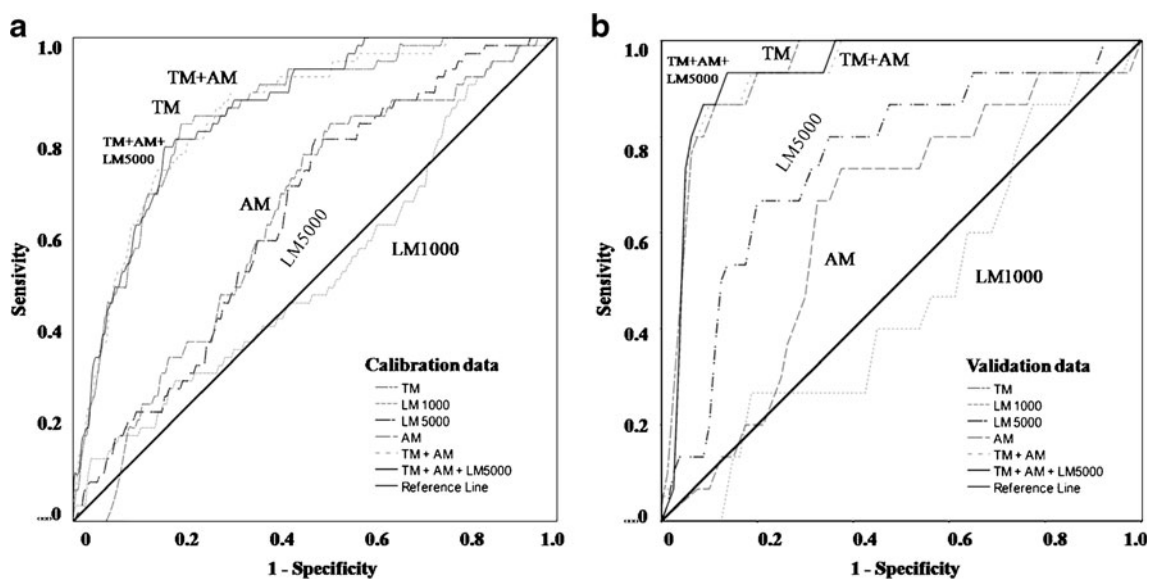 a
1.0
0.8
0.6
0.4
0.2
.0
Sensivity
TM+AM
TM
TM+AM+
LM5000
AM
LM5000
LM1000
Calibration data
TM
LM 1000
LM 5000
AM
TM + AM
TM + AM + LM5000
Reference Line
0
0.2
0.4
0.6
0.8
1.0
1 - Specificity
b
1.0
0.8
0.6
0.4
0.2
.0
Sensivity
TM+AM+
LM5000
TM
TM+AM
LM5000
AM
LM1000
Validation data
TM
LM 1000
LM 5000
AM
TM + AM
TM + AM + LM5000
Reference Line
0
0.2
0.4
0.6
0.8
1.0
1 - Specificity